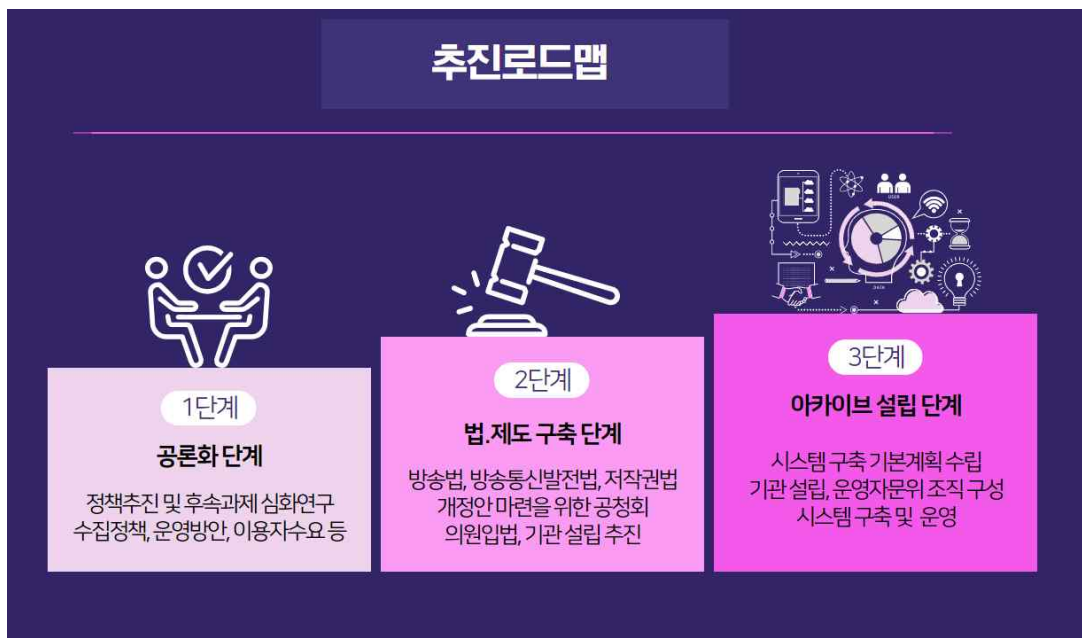 추진로드맵
1단계
공론화 단계
정책추진 및 후속과제 심화연구
수집정책, 운영방안, 이용자수요 등
2단계
법.제도 구축 단계
방송법, 방송통신발전법, 저작권법
개정안 마련을 위한 공청회
의원입법, 기관 설립 추진
3단계
아카이브 설립 단계
시스템 구축 기본계획 수립
기관 설립, 운영자문위 조직 구성
시스템 구축 및 운영